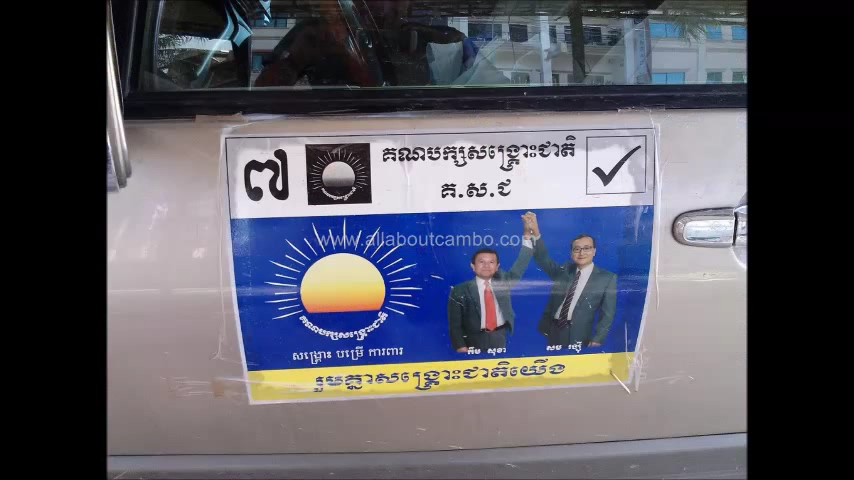 ៧
គណបក្សសង្គ្រោះជាតិ
គ.ស.ជ
www.allaboutcambo.com
គណបក្សសង្គ្រោះជាតិ
សង្គ្រោះ បម្រើ ការពារ
កឹម សុខា
សម រង្ស៊ី
រួមគ្នាសង្គ្រោះជាតិយើង